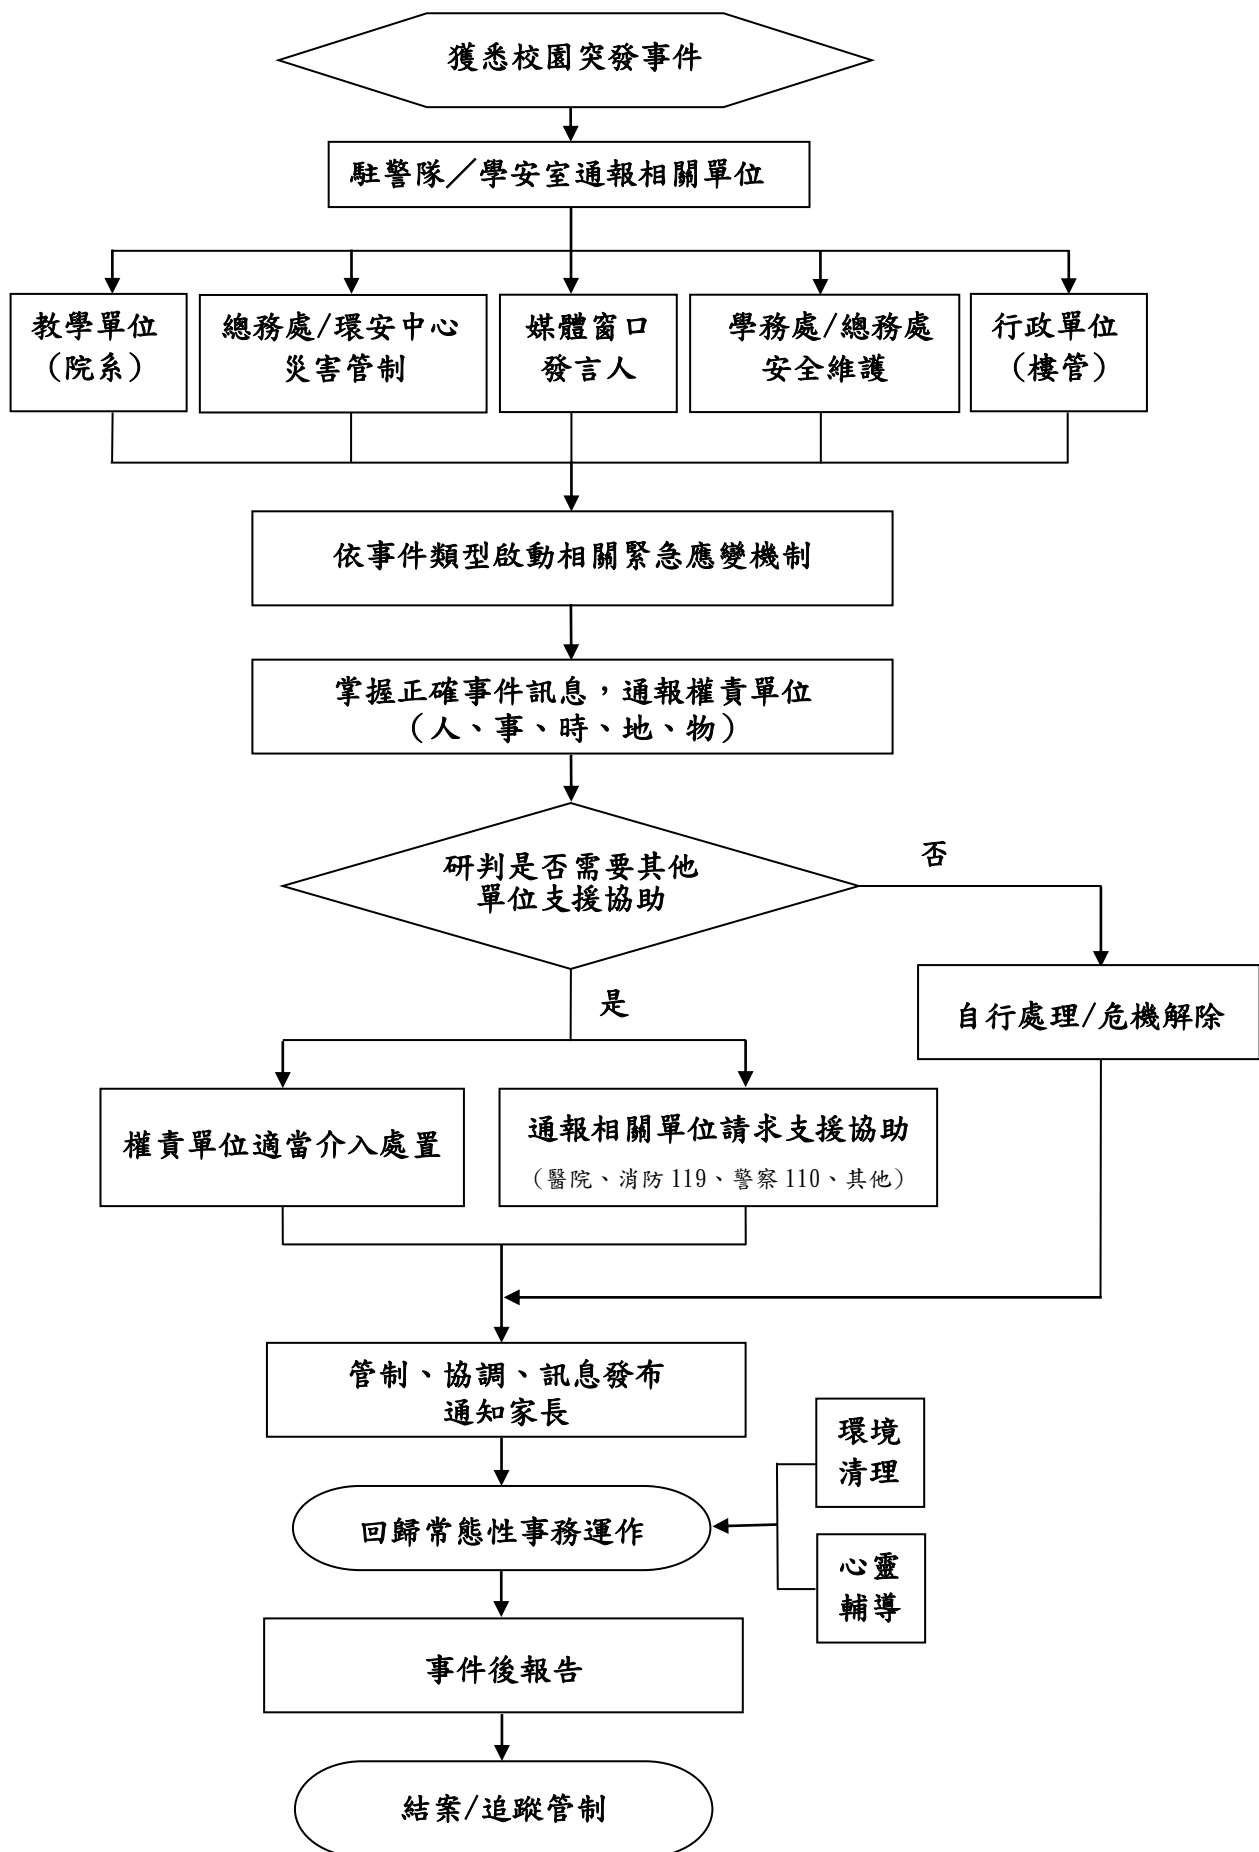 獲悉校園突發事件
駐警隊／學安室通報相關單位
教學單位
（院系）
總務處/環安中心
災害管制
媒體窗口
發言人
學務處/總務處
安全維護
行政單位
（樓管）
依事件類型啟動相關緊急應變機制
掌握正確事件訊息，通報權責單位
（人、事、時、地、物）
研判是否需要其他
單位支援協助
否
是
自行處理/危機解除
權責單位適當介入處置
通報相關單位請求支援協助
（醫院、消防 119、警察 110、其他）
管制、協調、訊息發布
通知家長
環境
清理
回歸常態性事務運作
心靈
輔導
事件後報告
結案/追蹤管制